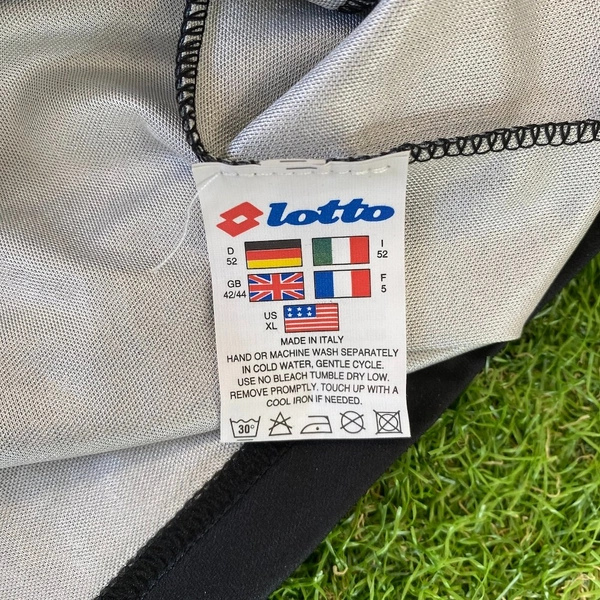 lotto
D 52 I 52
GB 42/44 F 5
US XL
MADE IN ITALY
HAND OR MACHINE WASH SEPARATELY
IN COLD WATER, GENTLE CYCLE.
USE NO BLEACH TUMBLE DRY LOW.
REMOVE PROMPTLY. TOUCH UP WITH A
COOL IRON IF NEEDED.
30°